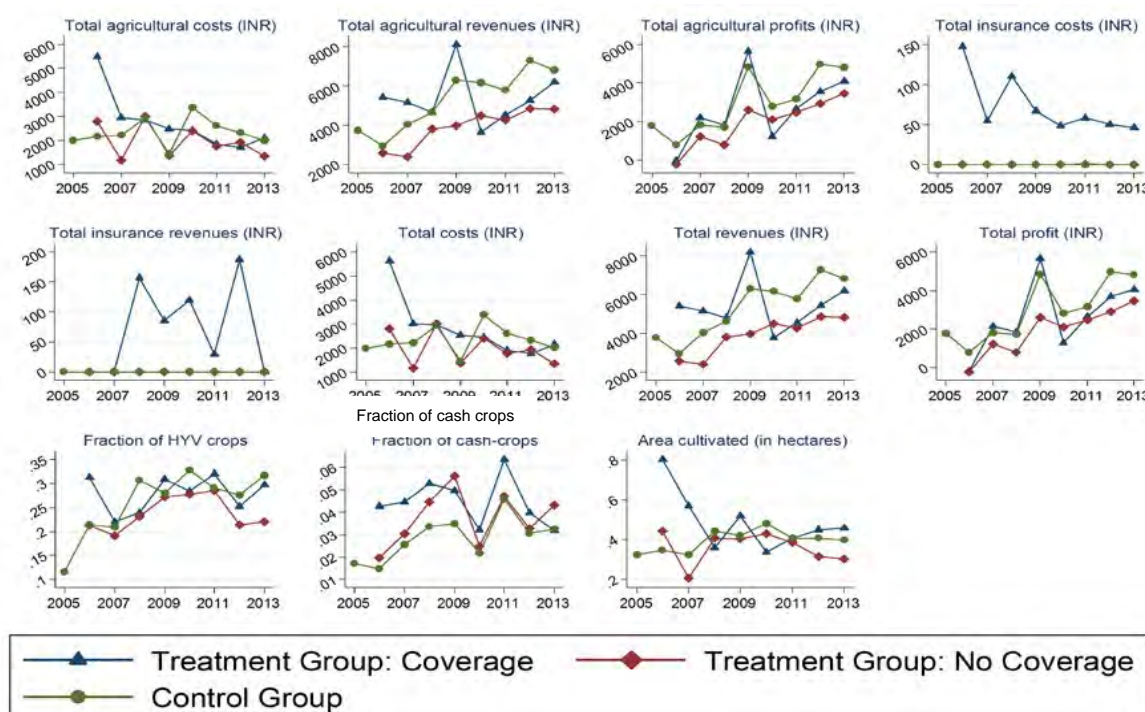 Total agricultural costs (INR) Total agricultural revenues (INR) Total agricultural profits (INR) Total insurance costs (INR)
6000 8000 6000 150
5000 6000 4000 100
4000 4000 2000 50
3000 2000 0 0
2000
1000
2005 2007 2009 2011 2013 2005 2007 2009 2011 2013 2005 2007 2009 2011 2013 2005 2007 2009 2011 2013
Total insurance revenues (INR) Total costs (INR) Total revenues (INR) Total profit (INR)
200 6000 8000 6000
150 5000 6000 4000
100 4000 4000 2000
50 3000 2000 0
0 2000
1000
2005 2007 2009 2011 2013 2005 2007 2009 2011 2013 2005 2007 2009 2011 2013 2005 2007 2009 2011 2013
Fraction of cash crops
Fraction of HYV crops Fraction of cash-crops Area cultivated (in hectares)
.35 .06 .8
.3 .05 .6
.25 .04 .4
.2 .03 .2
.15 .02
.1 .01
2005 2007 2009 2011 2013 2005 2007 2009 2011 2013 2005 2007 2009 2011 2013
Treatment Group: Coverage Treatment Group: No Coverage
Control Group